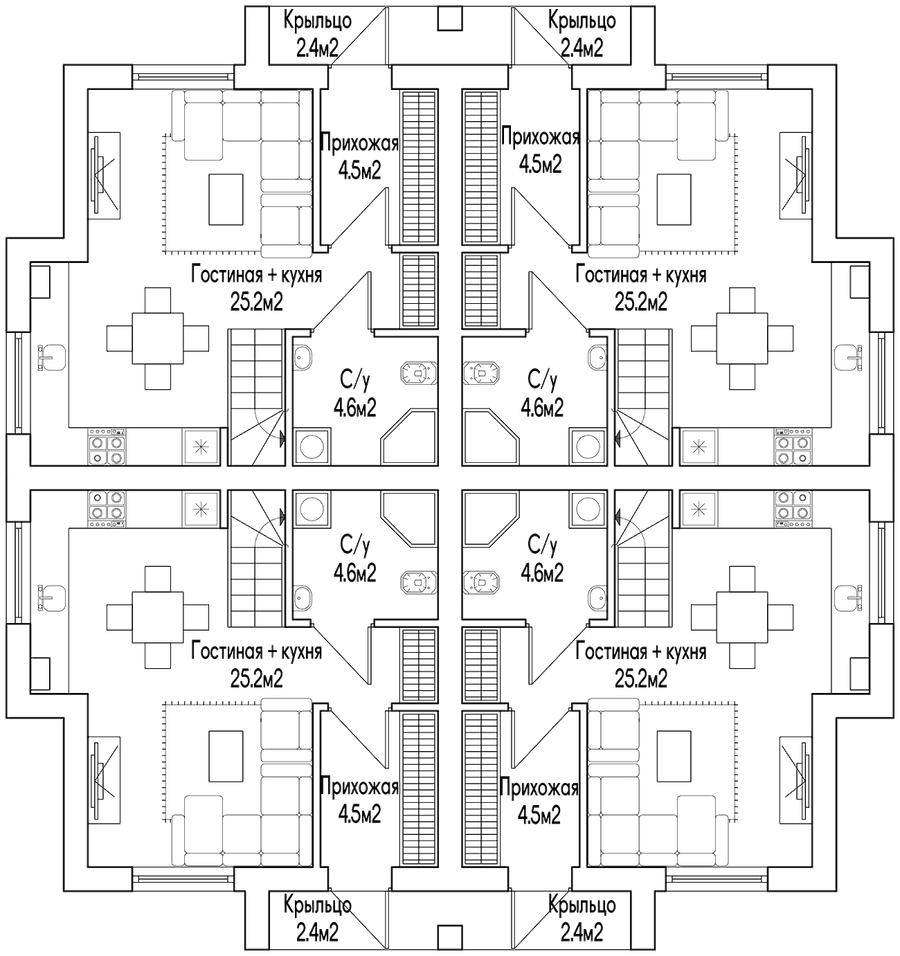 Крыльцо
2.4м2
Крыльцо
2.4м2
Прихожая
4.5м2
Прихожая
4.5м2
Гостиная + кухня
25.2м2
Гостиная + кухня
25.2м2
С/у
4.6м2
С/у
4.6м2
С/у
4.6м2
С/у
4.6м2
Гостиная + кухня
25.2м2
Гостиная + кухня
25.2м2
Прихожая
4.5м2
Прихожая
4.5м2
Крыльцо
2.4м2
Крыльцо
2.4м2